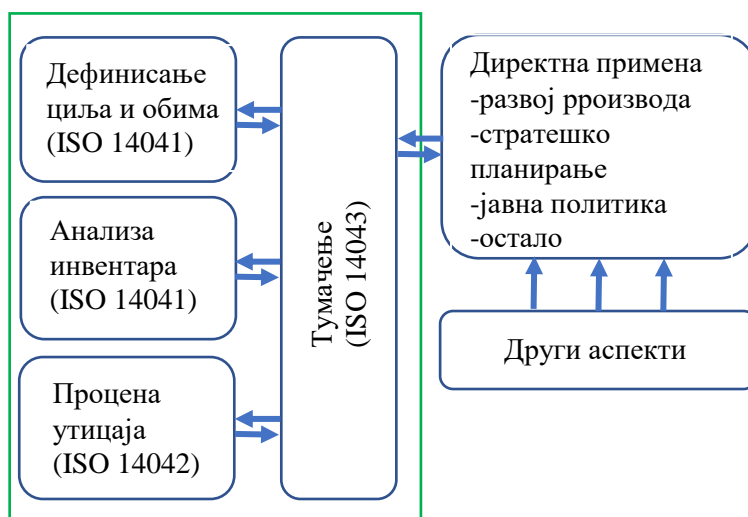 Дефинисање
циља и обима
(ISO 14041)
Анализа
инвентара
(ISO 14041)
Процена
утицаја
(ISO 14042)
Тумачење
(ISO 14043)
Директна примена
-развој ррoизвода
-стратешко
планирање
-јавна политика
-остало
Други аспекти